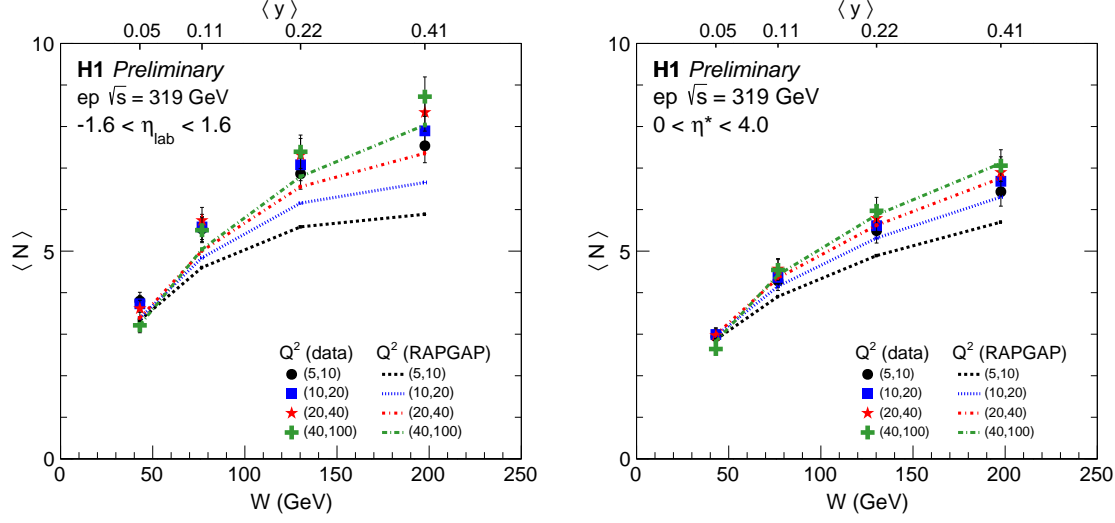 ⟨ y ⟩
0.05 0.11 0.22 0.41
10
H1 Preliminary
ep √s = 319 GeV
-1.6 < η_lab < 1.6
⟨ N ⟩
5
Q² (data) Q² (RAPGAP)
(5,10) (5,10)
(10,20) (10,20)
(20,40) (20,40)
(40,100) (40,100)
0
0 50 100 150 200 250
W (GeV)
⟨ y ⟩
0.05 0.11 0.22 0.41
10
H1 Preliminary
ep √s = 319 GeV
0 < η* < 4.0
⟨ N ⟩
5
Q² (data) Q² (RAPGAP)
(5,10) (5,10)
(10,20) (10,20)
(20,40) (20,40)
(40,100) (40,100)
0
0 50 100 150 200 250
W (GeV)